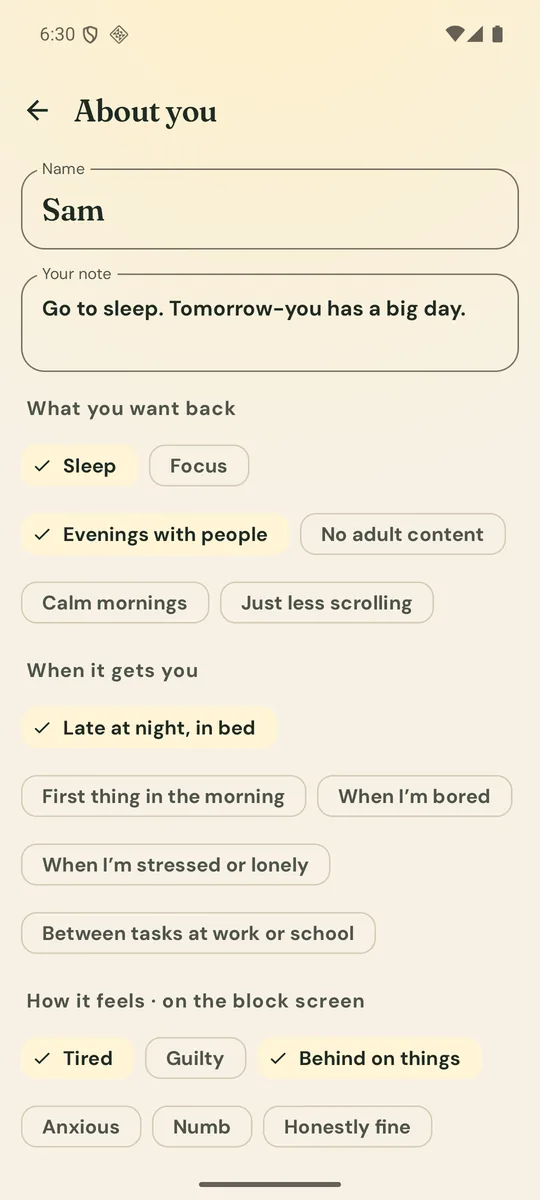 6:30
About you
Name
Sam
Your note
Go to sleep. Tomorrow-you has a big day.
What you want back
Sleep
Focus
Evenings with people
No adult content
Calm mornings
Just less scrolling
When it gets you
Late at night, in bed
First thing in the morning
When I’m bored
When I’m stressed or lonely
Between tasks at work or school
How it feels · on the block screen
Tired
Guilty
Behind on things
Anxious
Numb
Honestly fine